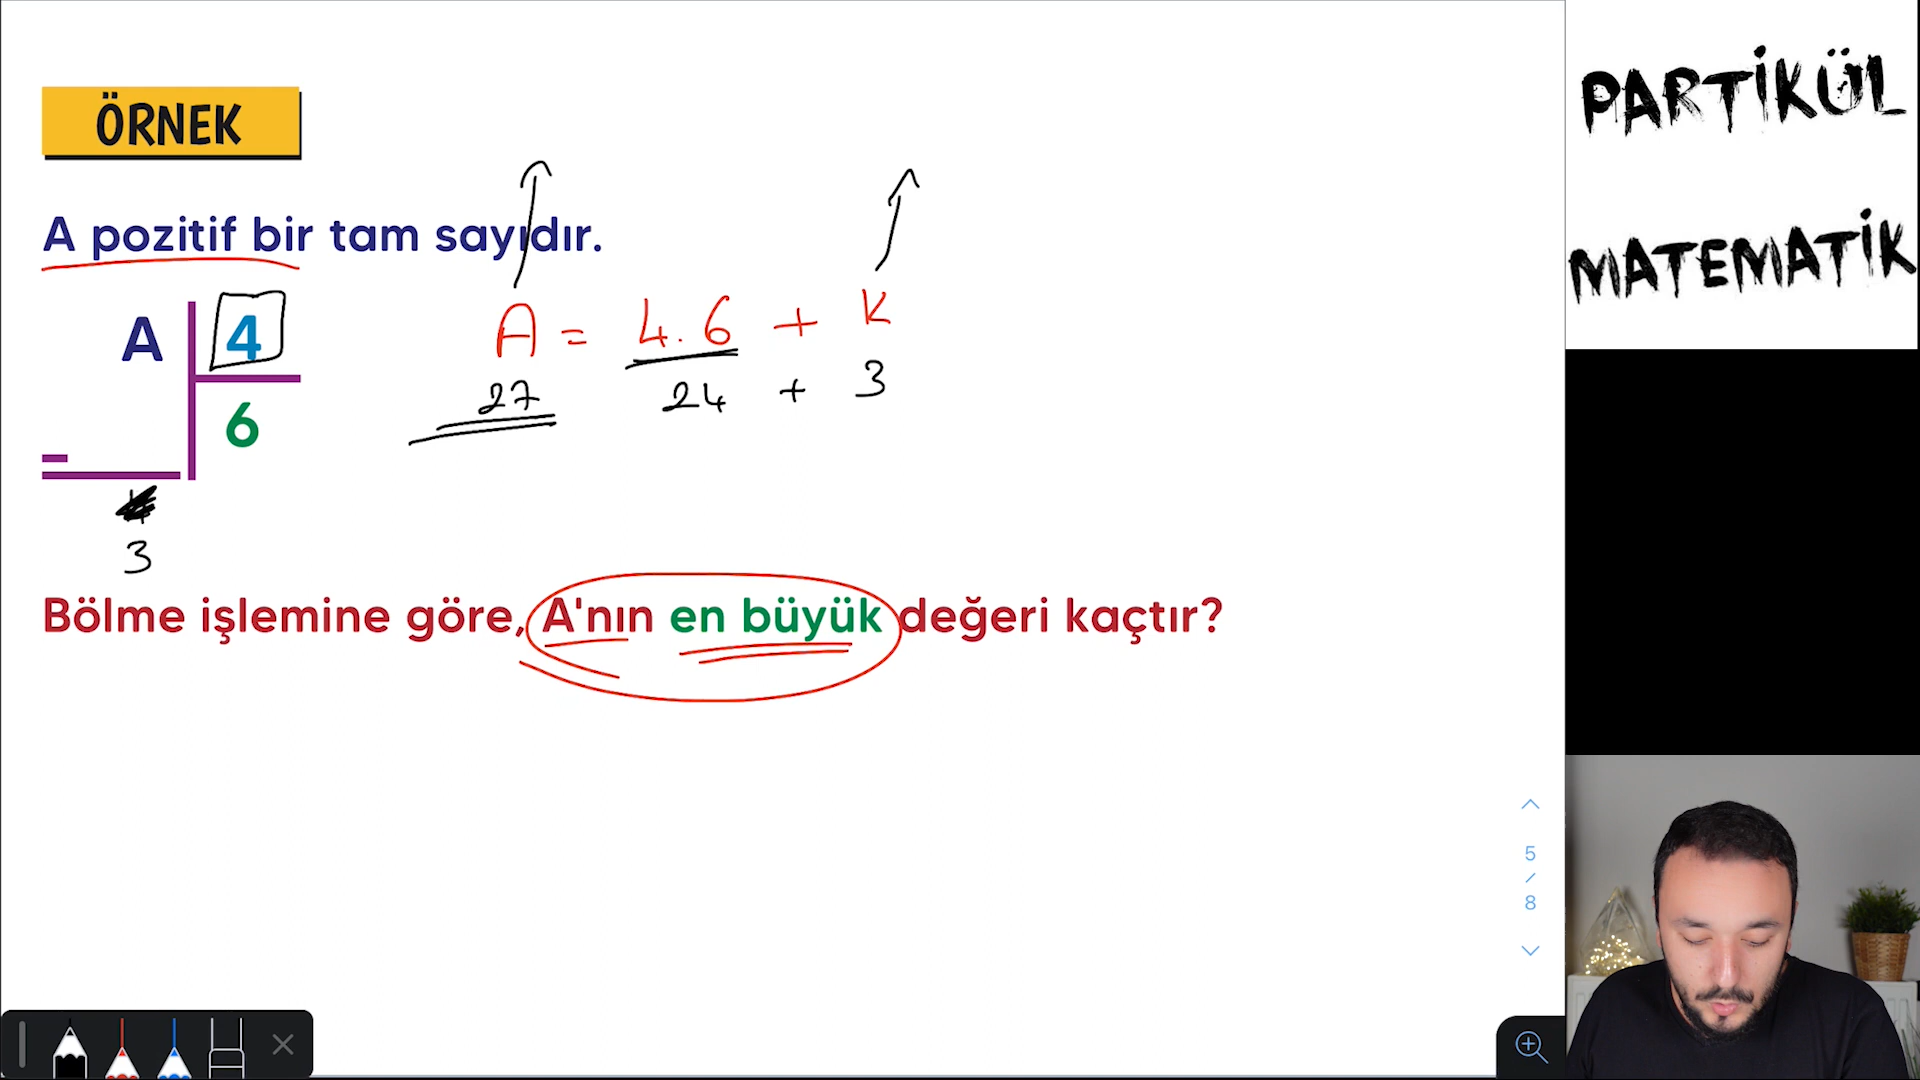 ÖRNEK
PARTİKÜL
MATEMATİK
A pozitif bir tam sayıdır.
A 4
6
3
A = 4.6 + K
27 24 + 3
Bölme işlemine göre, A'nın en büyük değeri kaçtır?
5
/
8